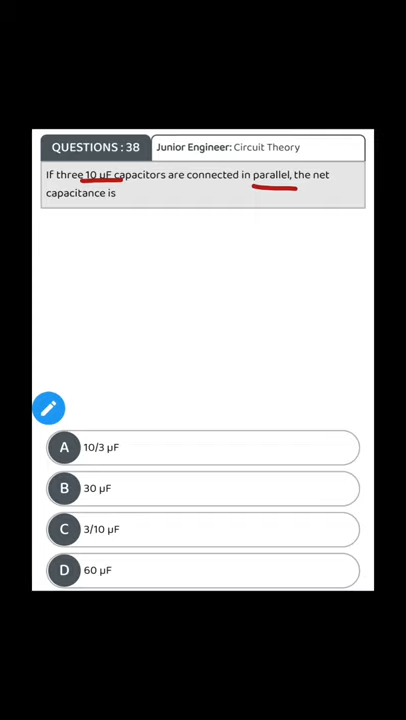 QUESTIONS : 38 Junior Engineer: Circuit Theory
If three 10 µF capacitors are connected in parallel, the net
capacitance is
A 10/3 µF
B 30 µF
C 3/10 µF
D 60 µF